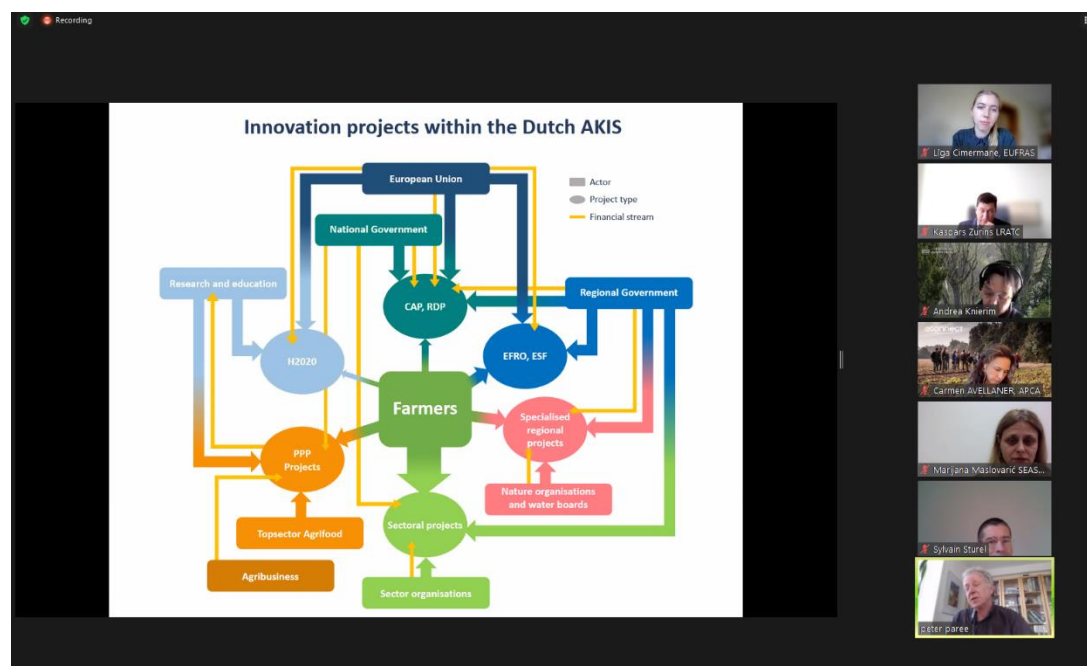 Recording
Innovation projects within the Dutch AKIS
European Union
Actor
Project type
Financial stream
National Government
Research and education
Regional Government
CAP, RDP
H2020
EFRO, ESF
Farmers
Specialised
regional
projects
PPP
Projects
Nature organisations
and water boards
Topsector Agrifood
Sectoral projects
Agribusiness
Sector organisations
Liga Cimermane, EUFRAS
Kaspars Zurins LRATC
Andrea Knierim
Carmen AVELLANER, APCA
Marijana Maslovarić SEAS...
Sylvain Sturel
peter paree